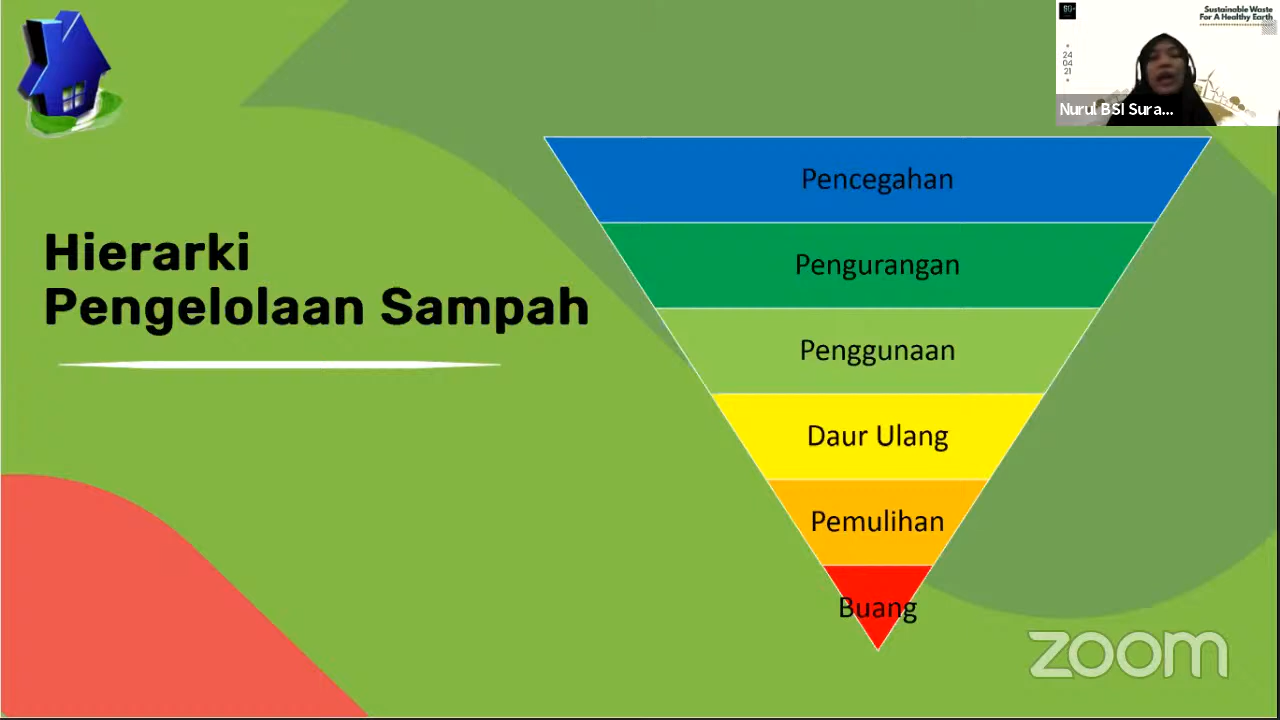 Sustainable Waste
For A Healthy Earth
24
04
21
Nurul BSI Sura...
Hierarki
Pengelolaan Sampah
Pencegahan
Pengurangan
Penggunaan
Daur Ulang
Pemulihan
Buang
zoom